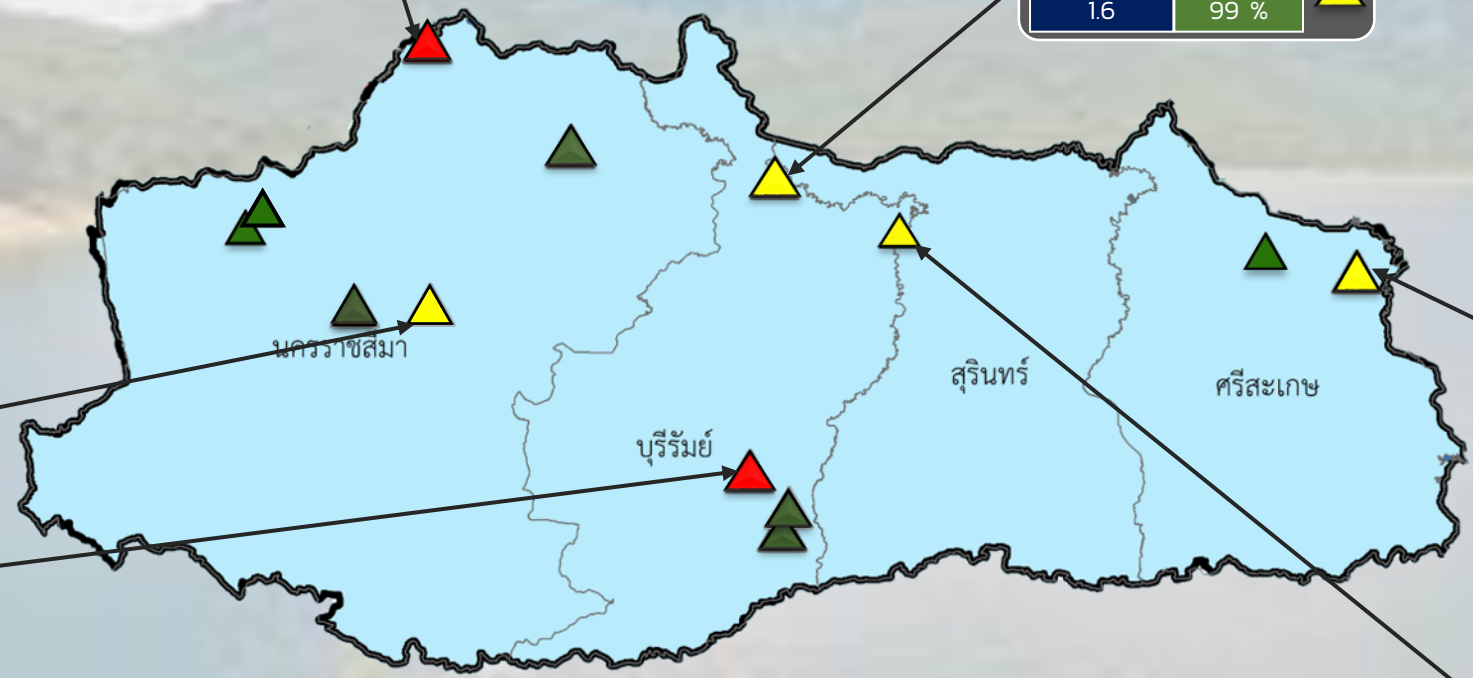 1.6 99 %
นครราชสีมา
สุรินทร์
ศรีสะเกษ
บุรีรัมย์